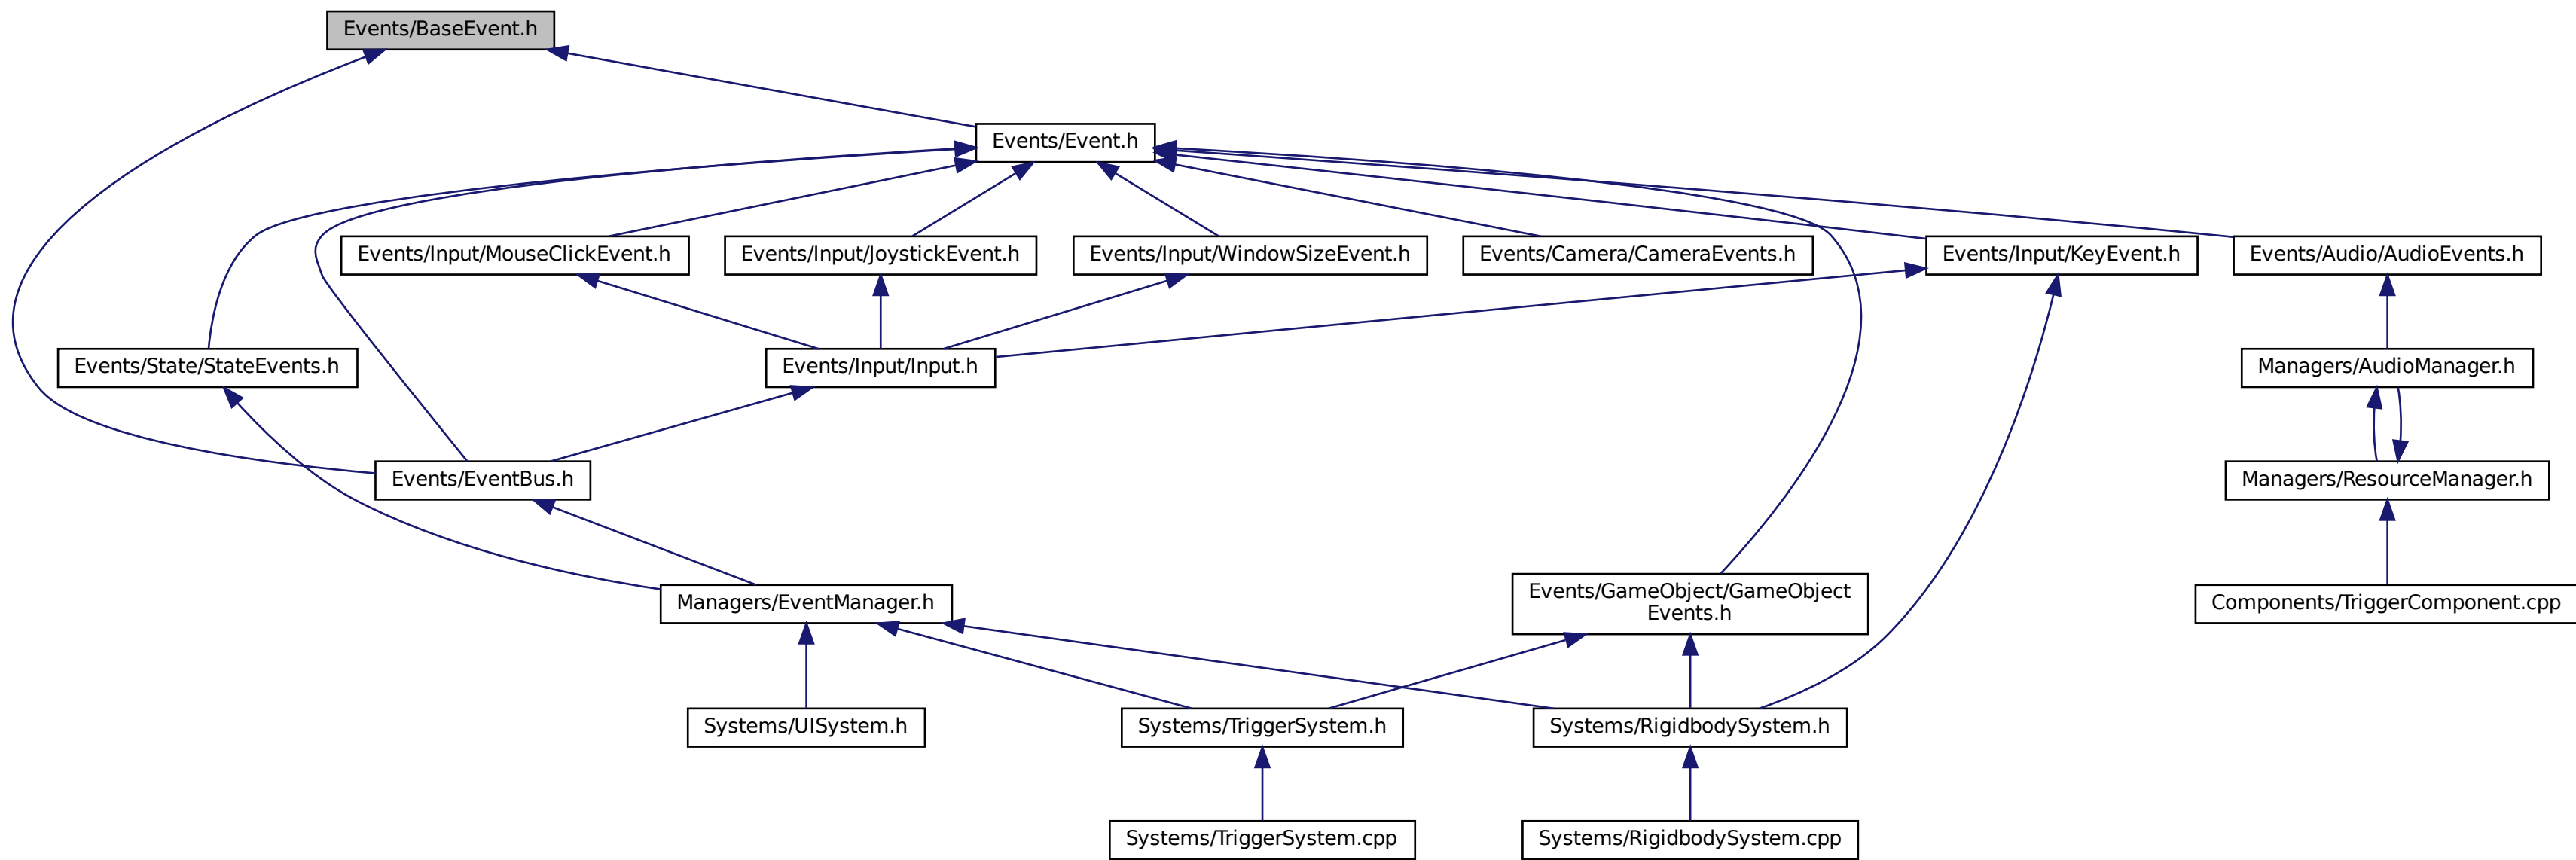 Events/BaseEvent.h
Events/Event.h
Events/Input/MouseClickEvent.h
Events/Input/JoystickEvent.h
Events/Input/WindowSizeEvent.h
Events/Camera/CameraEvents.h
Events/Input/KeyEvent.h
Events/Audio/AudioEvents.h
Events/State/StateEvents.h
Events/Input/Input.h
Managers/AudioManager.h
Events/EventBus.h
Managers/ResourceManager.h
Managers/EventManager.h
Events/GameObject/GameObject
Events.h
Components/TriggerComponent.cpp
Systems/UISystem.h
Systems/TriggerSystem.h
Systems/RigidbodySystem.h
Systems/TriggerSystem.cpp
Systems/RigidbodySystem.cpp